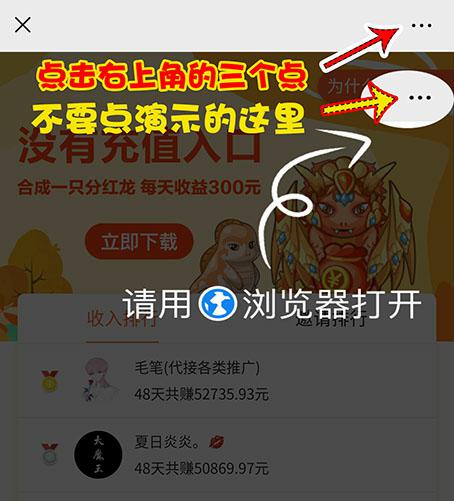 点击右上角的三个点
为什
不要点演示的这里
没有充值入口
合成一只分红龙 每天收益300元
立即下载
请用浏览器打开
收入排行
邀请排行
毛笔(代接各类推广)
48天共赚52735.93元
大魔王
夏日炎炎。💋
48天共赚50869.97元